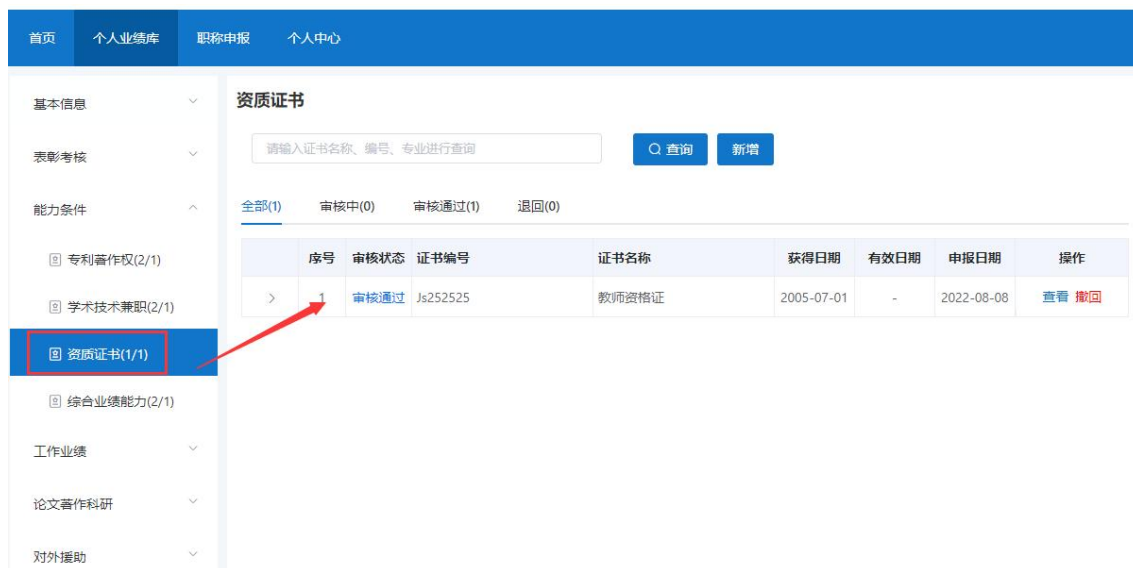 首页 个人业绩库 职称申报 个人中心
基本信息
表彰考核
能力条件
专利著作权(2/1)
学术技术兼职(2/1)
资质证书(1/1)
综合业绩能力(2/1)
工作业绩
论文著作科研
对外援助
资质证书
请输入证书名称、编号、专业进行查询 查询 新增
全部(1) 审核中(0) 审核通过(1) 退回(0)
序号 审核状态 证书编号 证书名称 获得日期 有效日期 申报日期 操作
1 审核通过 Js252525 教师资格证 2005-07-01 - 2022-08-08 查看 撤回